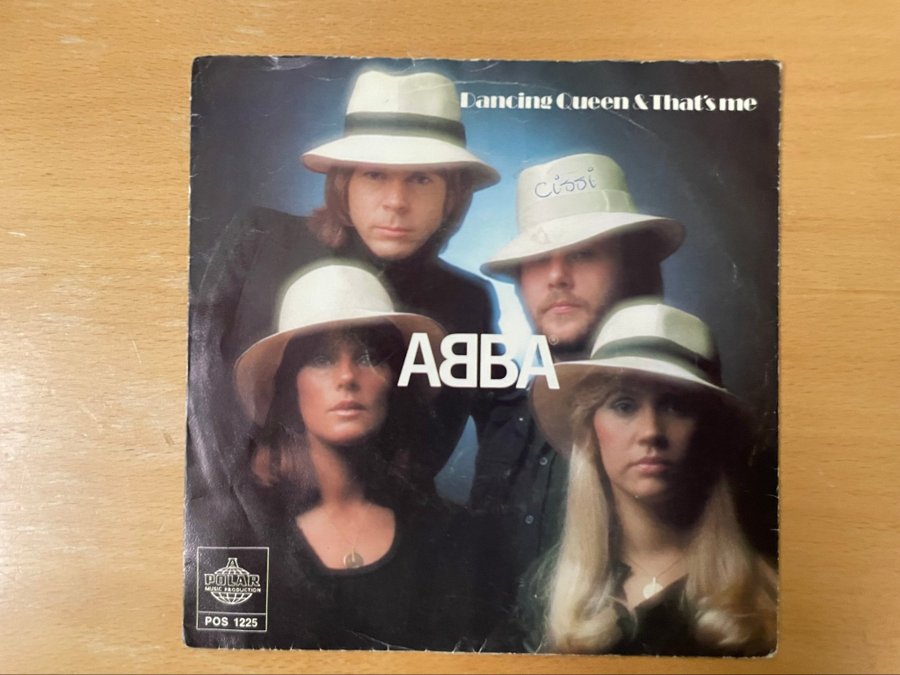 Dancing Queen & That's me
Cissi
ABBA®
A
POLAR
MUSIC PRODUCTION
POS 1225